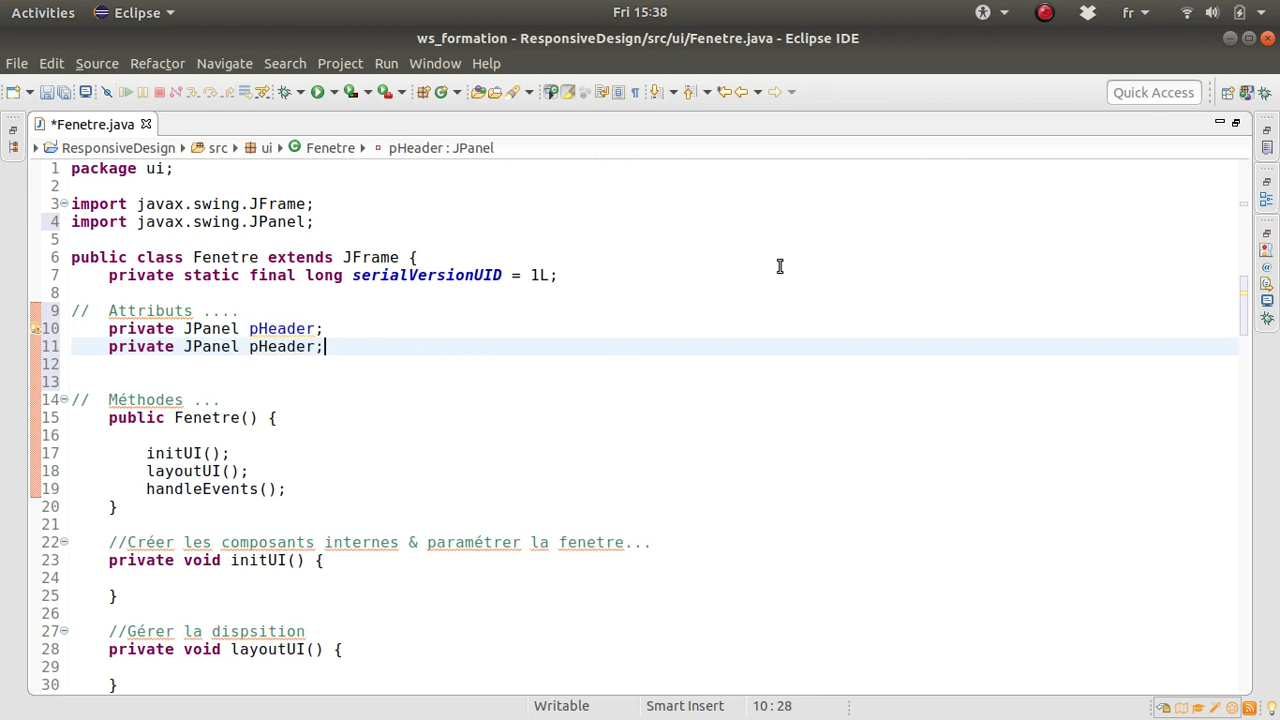 Activities Eclipse Fri 15:38 fr
ws_formation - ResponsiveDesign/src/ui/Fenetre.java - Eclipse IDE
File Edit Source Refactor Navigate Search Project Run Window Help
Quick Access
*Fenetre.java
ResponsiveDesign src ui Fenetre pHeader : JPanel
1 package ui;
2
3 import javax.swing.JFrame;
4 import javax.swing.JPanel;
5
6 public class Fenetre extends JFrame {
7 private static final long serialVersionUID = 1L;
8
9 // Attributs ....
10 private JPanel pHeader;
11 private JPanel pHeader;
12
13
14 // Méthodes ...
15 public Fenetre() {
16
17 initUI();
18 layoutUI();
19 handleEvents();
20 }
21
22 //Créer les composants internes & paramétrer la fenetre...
23 private void initUI() {
24
25 }
26
27 //Gérer la dispsition
28 private void layoutUI() {
29
30 }
Writable Smart Insert 10 : 28